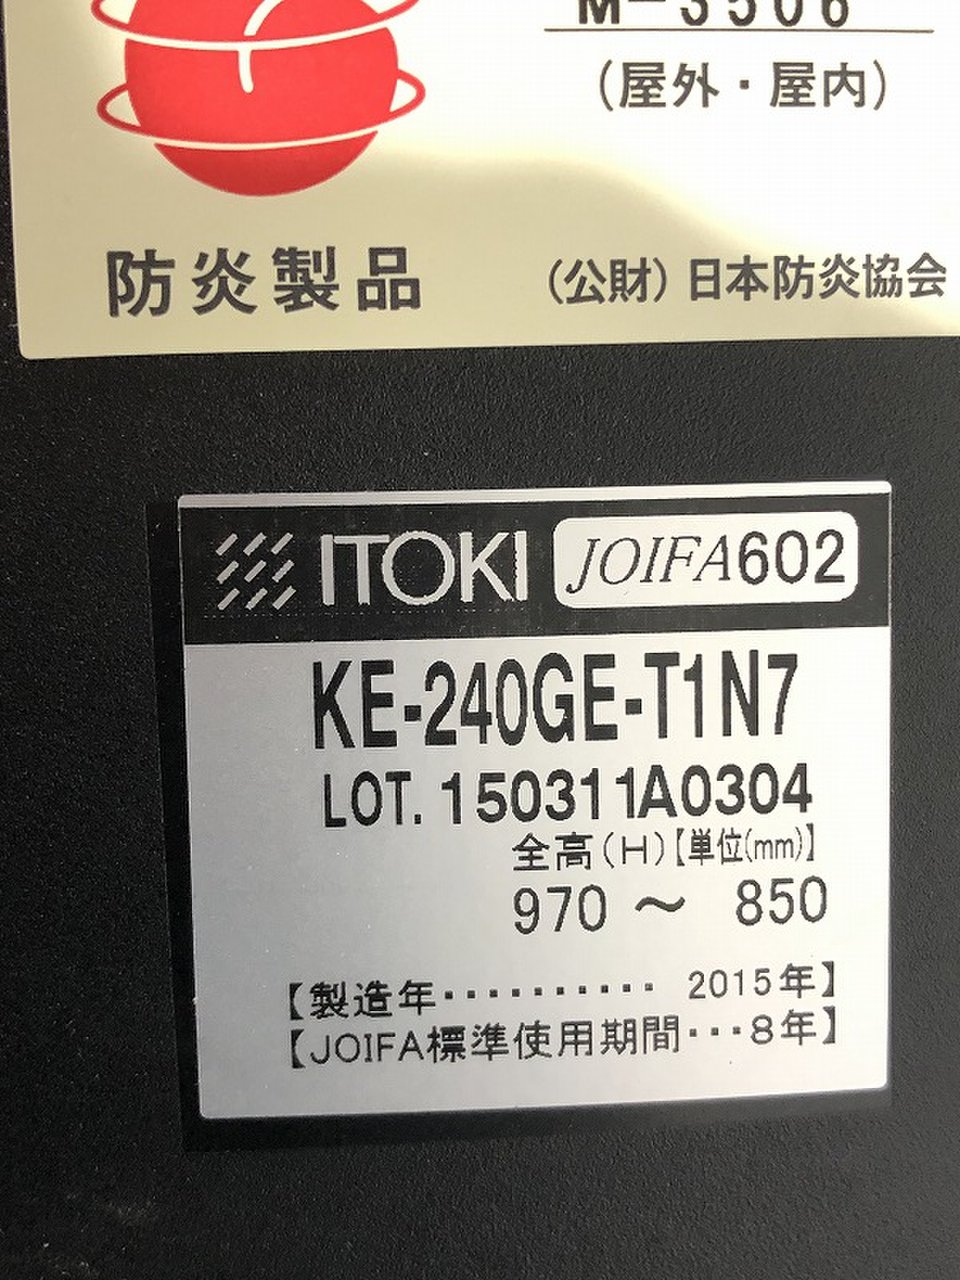 M-3506
(屋外・屋内)
防炎製品
(公財)日本防炎協会
ITOKI JOIFA602
KE-240GE-T1N7
LOT. 150311A0304
全高(H)【単位(mm)】
970 ～ 850
【製造年･･････････ 2015年】
【JOIFA標準使用期間･･･8年】